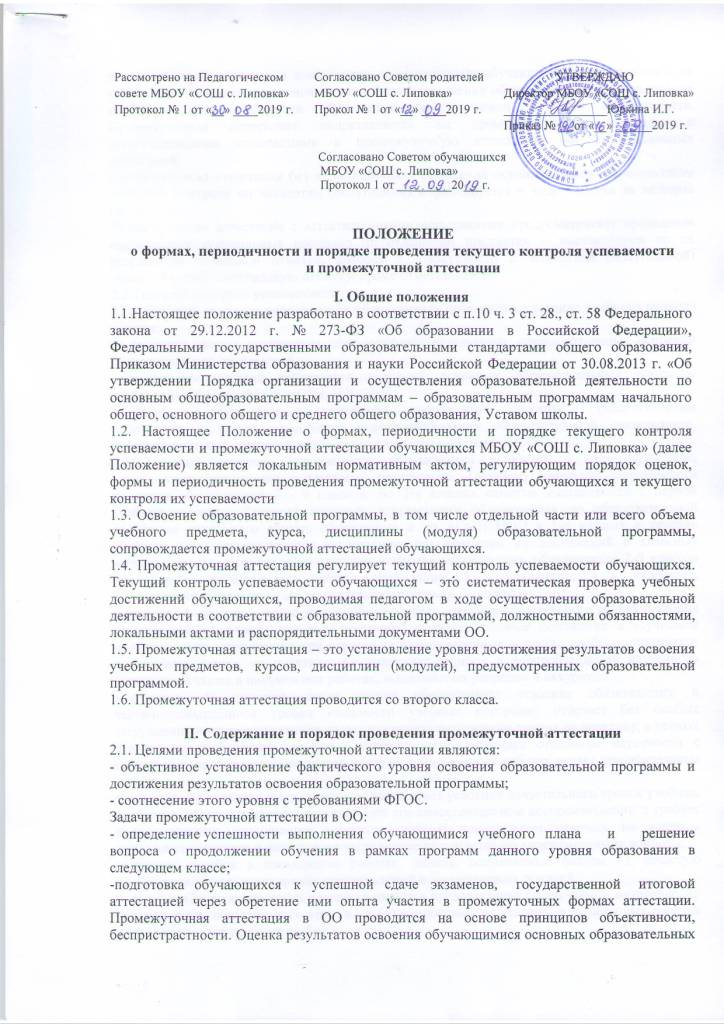 Рассмотрено на Педагогическом
совете МБОУ «СОШ с. Липовка»
Протокол № 1 от «30» 08 2019 г.
Согласовано Советом родителей
МБОУ «СОШ с. Липовка»
Прокол № 1 от «12» 09 2019 г.
УТВЕРЖДАЮ
Директор МБОУ «СОШ с. Липовка»
Юркина И.Г.
Приказ № от «16» 09 2019 г.
Согласовано Советом обучающихся
МБОУ «СОШ с. Липовка»
Протокол 1 от 12.09 2019 г.
ПОЛОЖЕНИЕ
о формах, периодичности и порядке проведения текущего контроля успеваемости
и промежуточной аттестации
I. Общие положения
1.1.Настоящее положение разработано в соответствии с п.10 ч. 3 ст. 28., ст. 58 Федерального
закона от 29.12.2012 г. № 273-ФЗ «Об образовании в Российской Федерации»,
Федеральными государственными образовательными стандартами общего образования,
Приказом Министерства образования и науки Российской Федерации от 30.08.2013 г. «Об
утверждении Порядка организации и осуществления образовательной деятельности по
основным общеобразовательным программам – образовательным программам начального
общего, основного общего и среднего общего образования, Уставом школы.
1.2. Настоящее Положение о формах, периодичности и порядке текущего контроля
успеваемости и промежуточной аттестации обучающихся МБОУ «СОШ с. Липовка» (далее
Положение) является локальным нормативным актом, регулирующим порядок оценок,
формы и периодичность проведения промежуточной аттестации обучающихся и текущего
контроля их успеваемости
1.3. Освоение образовательной программы, в том числе отдельной части или всего объема
учебного предмета, курса, дисциплины (модуля) образовательной программы,
сопровождается промежуточной аттестацией обучающихся.
1.4. Промежуточная аттестация регулирует текущий контроль успеваемости обучающихся.
Текущий контроль успеваемости обучающихся – это систематическая проверка учебных
достижений обучающихся, проводимая педагогом в ходе осуществления образовательной
деятельности в соответствии с образовательной программой, должностными обязанностями,
локальными актами и распорядительными документами ОО.
1.5. Промежуточная аттестация – это установление уровня достижения результатов освоения
учебных предметов, курсов, дисциплин (модулей), предусмотренных образовательной
программой.
1.6. Промежуточная аттестация проводится со второго класса.
II. Содержание и порядок проведения промежуточной аттестации
2.1. Целями проведения промежуточной аттестации являются:
- объективное установление фактического уровня освоения образовательной программы и
достижения результатов освоения образовательной программы;
- соотнесение этого уровня с требованиями ФГОС.
Задачи промежуточной аттестации в ОО:
- определение успешности выполнения обучающимися учебного плана и решение
вопроса о продолжении обучения в рамках программ данного уровня образования в
следующем классе;
-подготовка обучающихся к успешной сдаче экзаменов, государственной итоговой
аттестацией через обретение ими опыта участия в промежуточных формах аттестации.
Промежуточная аттестация в ОО проводится на основе принципов объективности,
беспристрастности. Оценка результатов освоения обучающимися основных образовательных